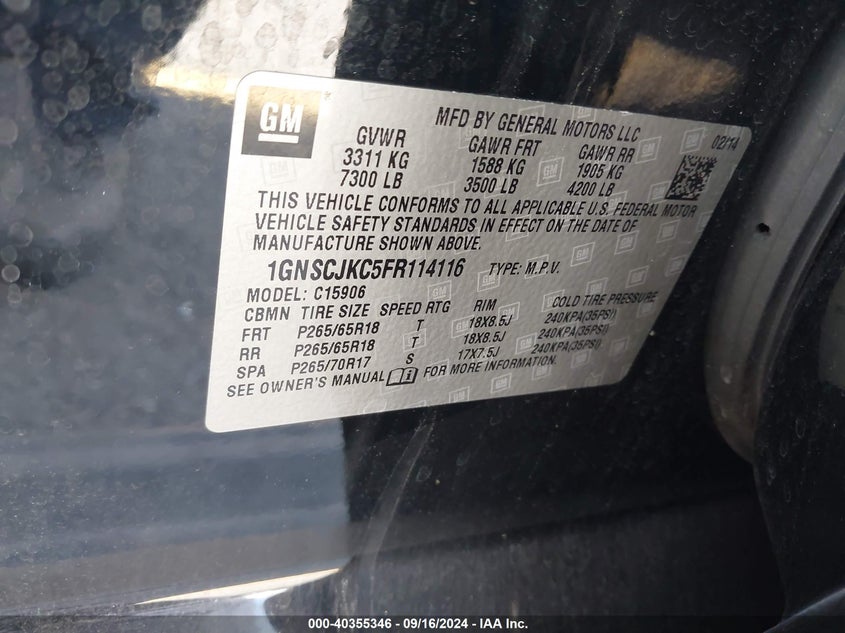 GM
MFD BY GENERAL MOTORS LLC
02/14
GVWR GAWR FRT GAWR RR
3311 KG 1588 KG 1905 KG
7300 LB 3500 LB 4200 LB
THIS VEHICLE CONFORMS TO ALL APPLICABLE U.S. FEDERAL MOTOR
VEHICLE SAFETY STANDARDS IN EFFECT ON THE DATE OF
MANUFACTURE SHOWN ABOVE.
1GNSCJKC5FR114116 TYPE: M.P.V.
MODEL: C15906
CBMN TIRE SIZE SPEED RTG RIM COLD TIRE PRESSURE
FRT P265/65R18 T 18X8.5J 240KPA(35PSI)
RR P265/65R18 T 18X8.5J 240KPA(35PSI)
SPA P265/70R17 S 17X7.5J 240KPA(35PSI)
SEE OWNER'S MANUAL FOR MORE INFORMATION.
000-40355346 - 09/16/2024 - IAA Inc.